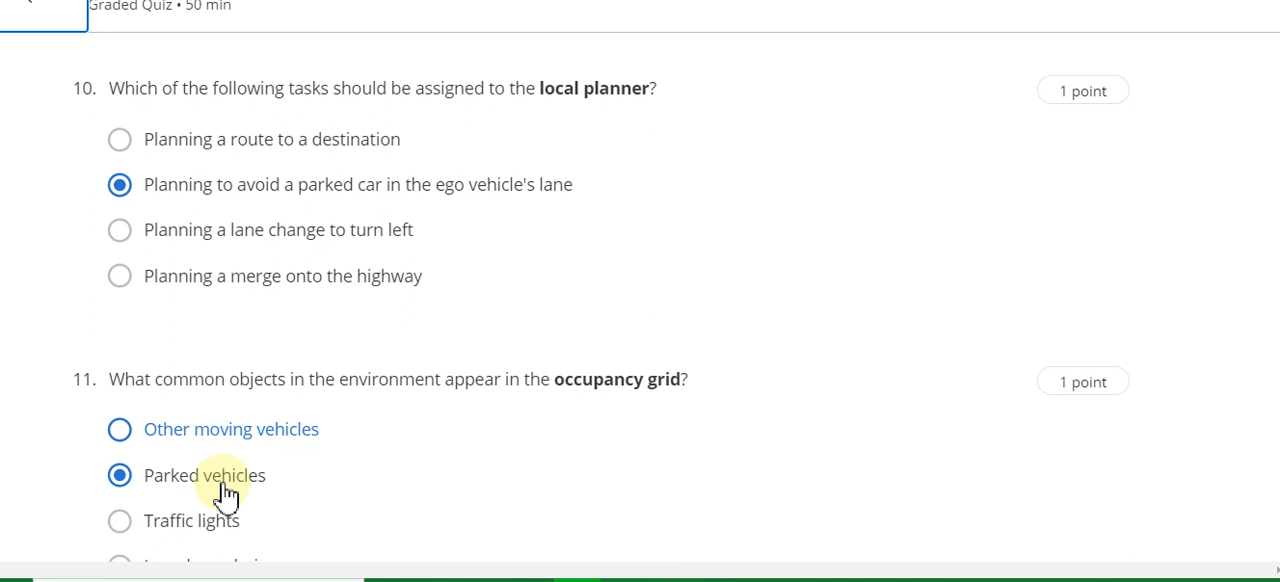 Graded Quiz • 50 min
10. Which of the following tasks should be assigned to the local planner?
1 point
Planning a route to a destination
Planning to avoid a parked car in the ego vehicle's lane
Planning a lane change to turn left
Planning a merge onto the highway
11. What common objects in the environment appear in the occupancy grid?
1 point
Other moving vehicles
Parked vehicles
Traffic lights